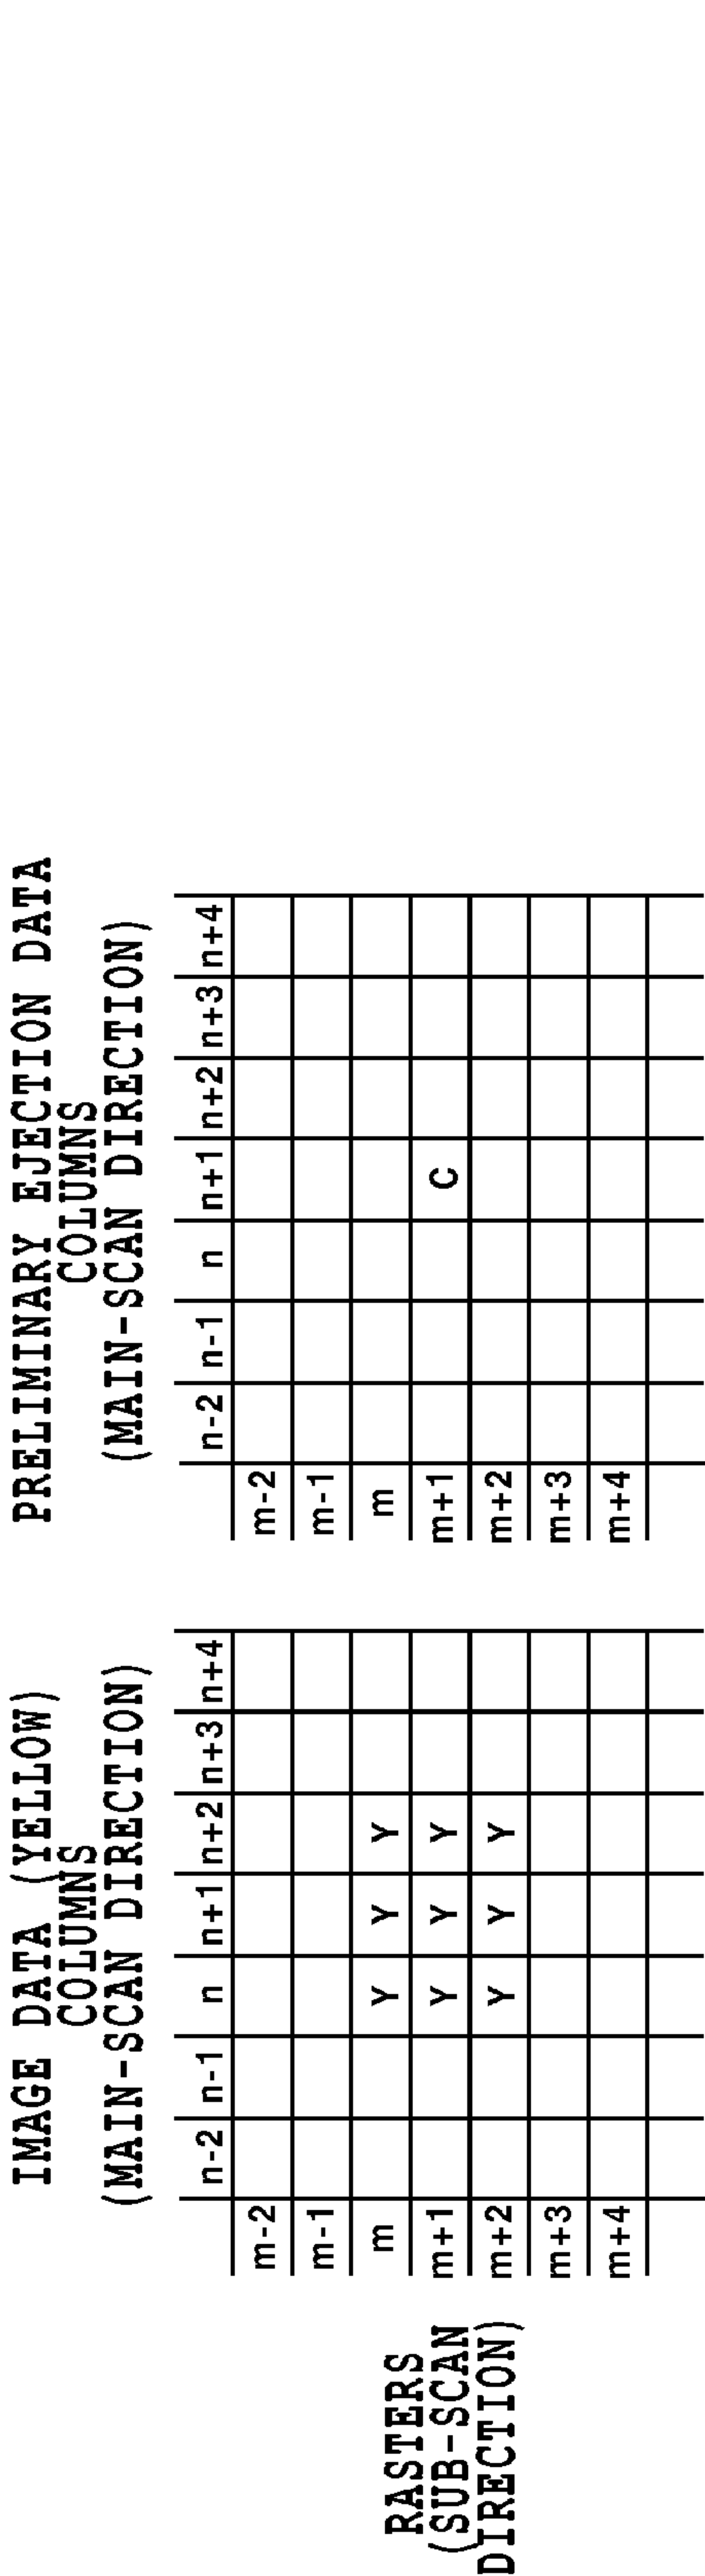 IMAGE DATA (YELLOW)
COLUMNS
(MAIN-SCAN DIRECTION)
n-2 n-1 n n+1 n+2 n+3 n+4
m-2
m-1
m Y Y Y
m+1 Y Y Y
m+2 Y Y Y
m+3
m+4
RASTERS
(SUB-SCAN
DIRECTION)
PRELIMINARY EJECTION DATA
COLUMNS
(MAIN-SCAN DIRECTION)
n-2 n-1 n n+1 n+2 n+3 n+4
m-2
m-1
m
m+1 C
m+2
m+3
m+4